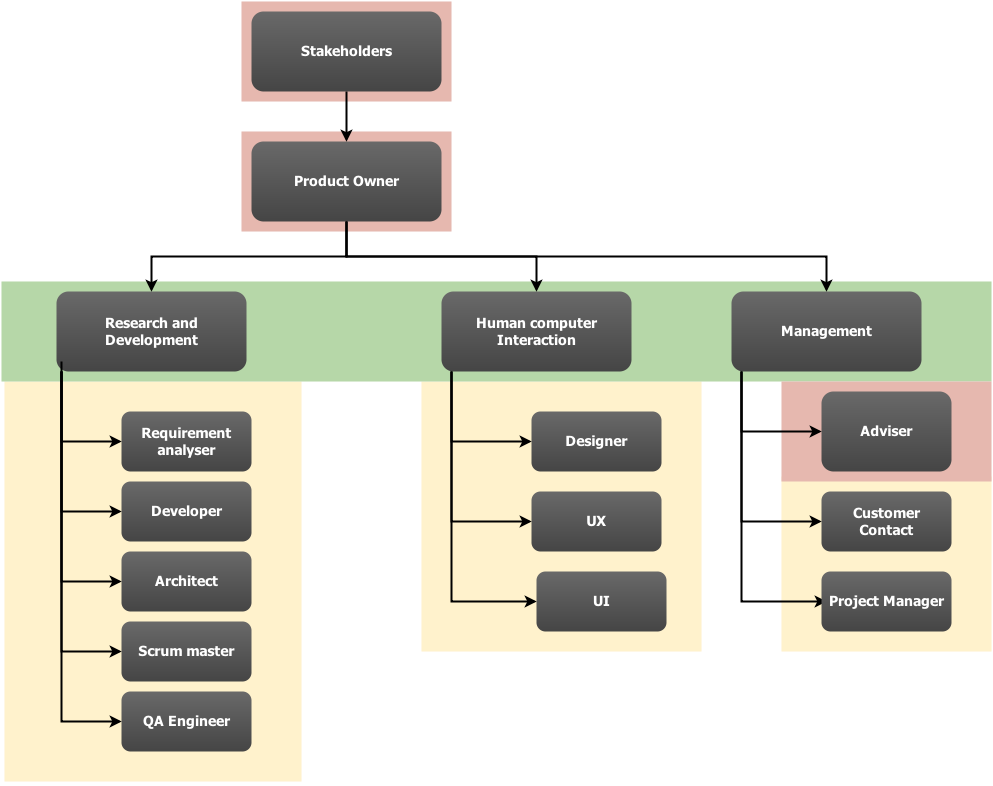 Stakeholders
Product Owner
Research and
Development
Human computer
Interaction
Management
Requirement
analyser
Developer
Architect
Scrum master
QA Engineer
Designer
UX
UI
Adviser
Customer
Contact
Project Manager